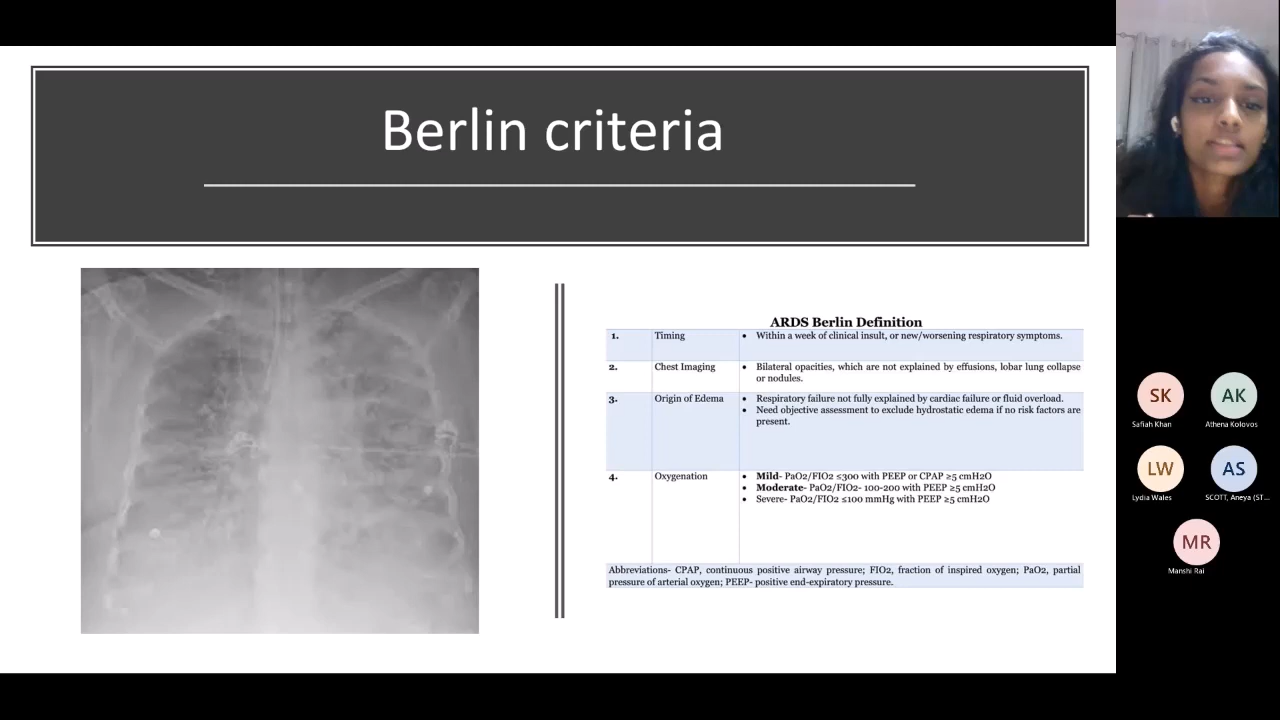 Berlin criteria
ARDS Berlin Definition
1. Timing • Within a week of clinical insult, or new/worsening respiratory symptoms.
2. Chest Imaging • Bilateral opacities, which are not explained by effusions, lobar lung collapse
or nodules.
3. Origin of Edema • Respiratory failure not fully explained by cardiac failure or fluid overload.
• Need objective assessment to exclude hydrostatic edema if no risk factors are
present.
4. Oxygenation • Mild- PaO2/FIO2 ≤300 with PEEP or CPAP ≥5 cmH2O
• Moderate- PaO2/FIO2- 100-200 with PEEP ≥5 cmH2O
• Severe- PaO2/FIO2 ≤100 mmHg with PEEP ≥5 cmH2O
Abbreviations- CPAP, continuous positive airway pressure; FIO2, fraction of inspired oxygen; PaO2, partial
pressure of arterial oxygen; PEEP- positive end-expiratory pressure.
SK
Safiah Khan
AK
Athena Kolovos
LW
Lydia Wales
AS
SCOTT, Aneya (ST...
MR
Manshi Rai